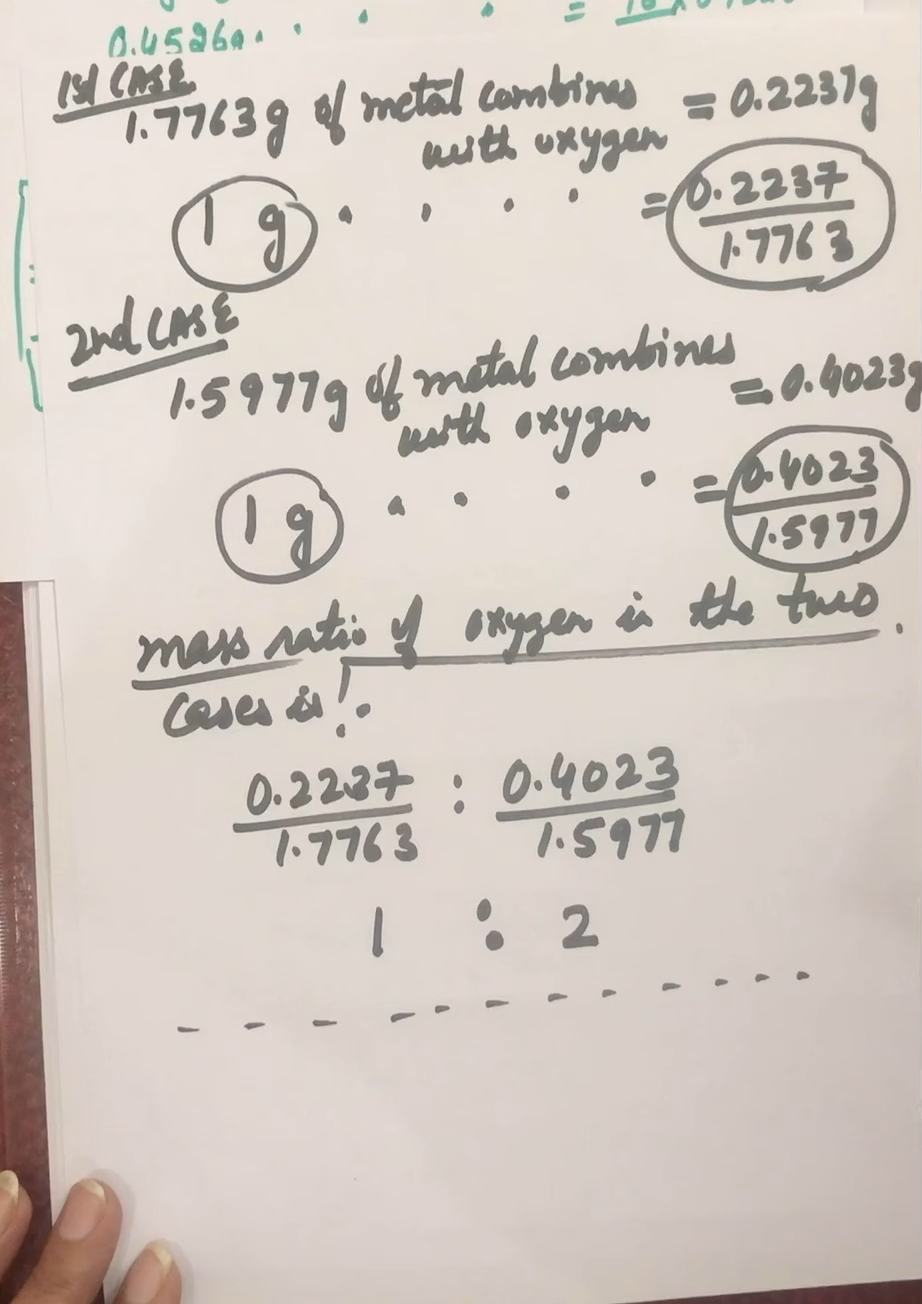 0.4526
=
1st CASE
1.7763g of metal combines with oxygen = 0.2237g
1 g . . . . = 0.2237 / 1.7763
2nd CASE
1.5977g of metal combines with oxygen = 0.4023g
1 g . . . . = 0.4023 / 1.5977
mass ratio of oxygen in the two
Cases is :
0.2237 / 1.7763 : 0.4023 / 1.5977
1 : 2